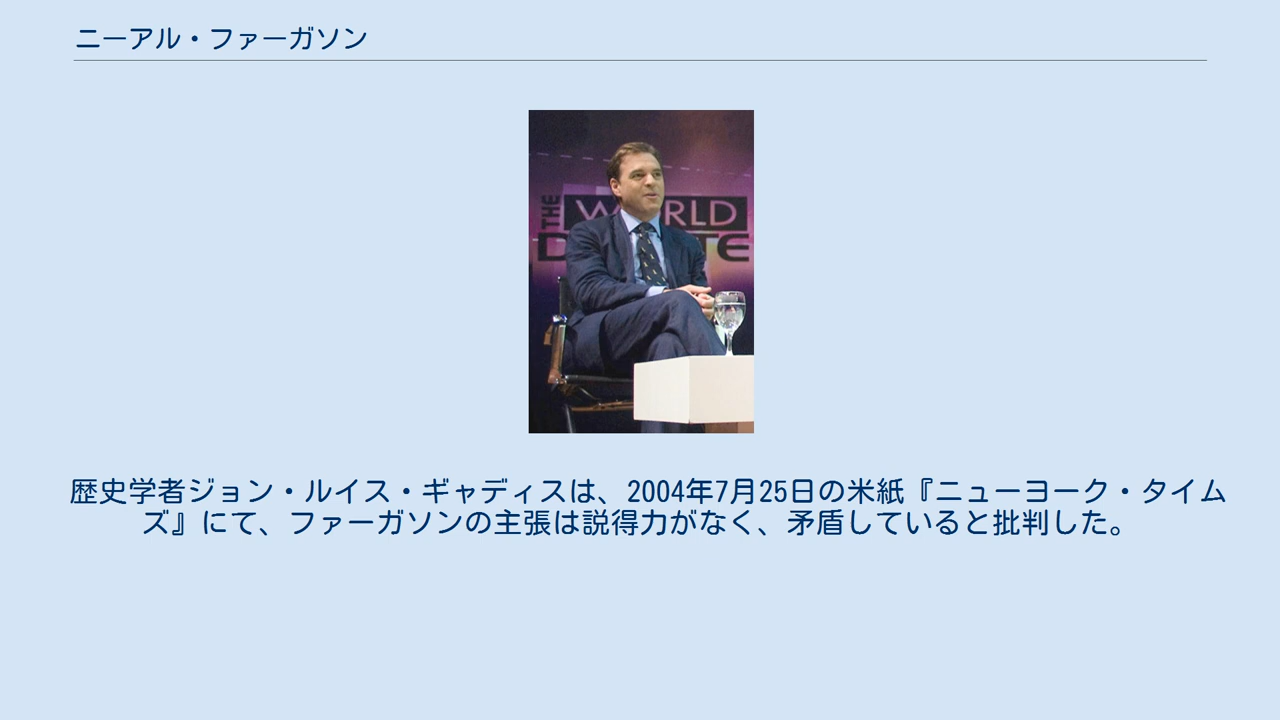 ニーアル・ファーガソン
THE
WORLD
D TE
歴史学者ジョン・ルイス・ギャディスは、2004年7月25日の米紙『ニューヨーク・タイム
ズ』にて、ファーガソンの主張は説得力がなく、矛盾していると批判した。